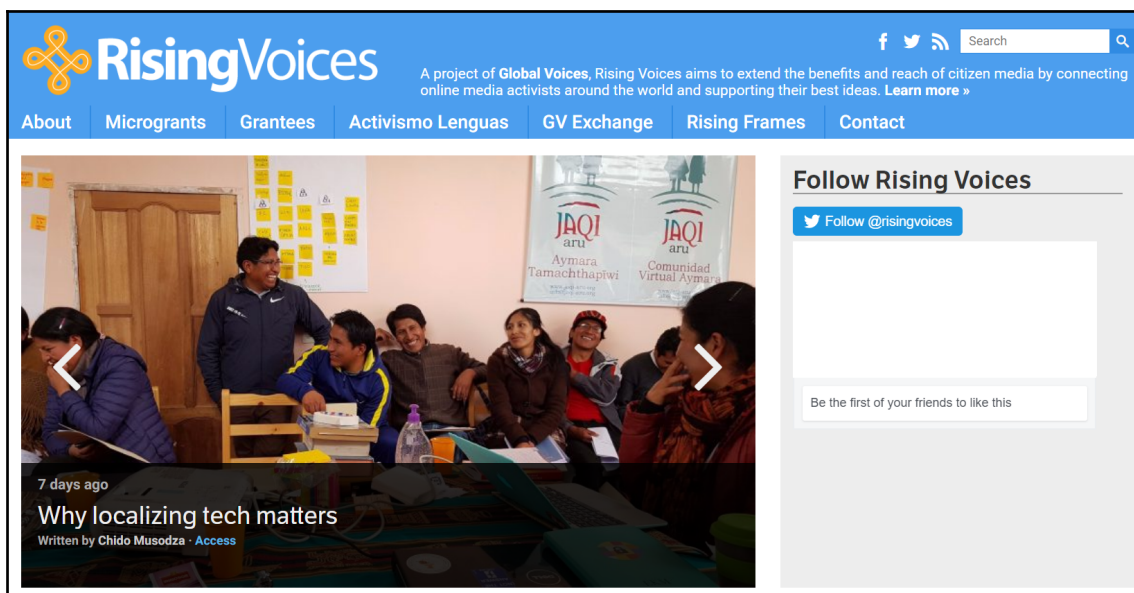 RisingVoices
Search
A project of Global Voices, Rising Voices aims to extend the benefits and reach of citizen media by connecting
online media activists around the world and supporting their best ideas. Learn more »
About
Microgrants
Grantees
Activismo Lenguas
GV Exchange
Rising Frames
Contact
JAQI
aru
Aymara
Tamachthapiwi
JAQI
aru
Comunidad
Virtual Aymara
7 days ago
Why localizing tech matters
Written by Chido Musodza · Access
Follow Rising Voices
Follow @risingvoices
Be the first of your friends to like this